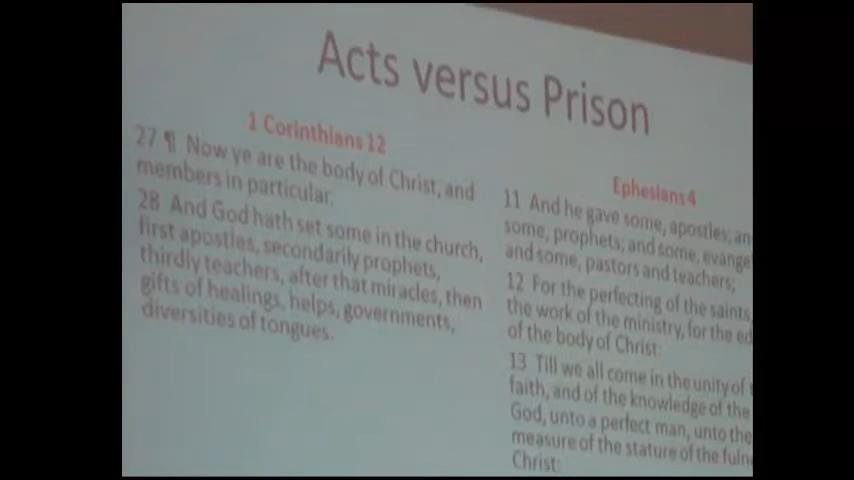 Acts versus Prison
1 Corinthians 12
27 ¶ Now ye are the body of Christ, and
members in particular.
28 And God hath set some in the church,
first apostles, secondarily prophets,
thirdly teachers, after that miracles, then
gifts of healings, helps, governments,
diversities of tongues.
Ephesians 4
11 And he gave some, apostles; an
some, prophets; and some, evange
and some, pastors and teachers;
12 For the perfecting of the saints,
the work of the ministry, for the ed
of the body of Christ:
13 Till we all come in the unity of
faith, and of the knowledge of the
God, unto a perfect man, unto the
measure of the stature of the fuln
Christ: